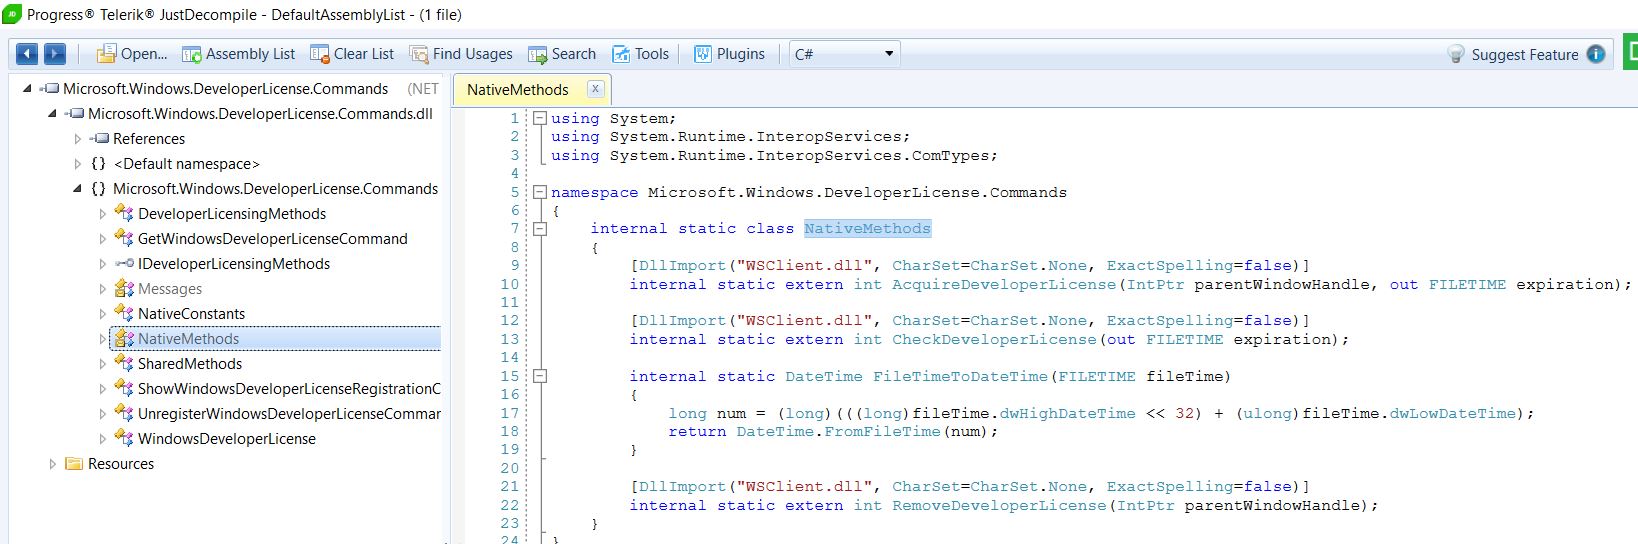 Progress® Telerik® JustDecompile - DefaultAssemblyList - (1 file)
Open... Assembly List Clear List Find Usages Search Tools Plugins C# Suggest Feature
Microsoft.Windows.DeveloperLicense.Commands (NET
Microsoft.Windows.DeveloperLicense.Commands.dll
References
{} <Default namespace>
{} Microsoft.Windows.DeveloperLicense.Commands
DeveloperLicensingMethods
GetWindowsDeveloperLicenseCommand
IDeveloperLicensingMethods
Messages
NativeConstants
NativeMethods
SharedMethods
ShowWindowsDeveloperLicenseRegistrationC
UnregisterWindowsDeveloperLicenseCommar
WindowsDeveloperLicense
Resources
NativeMethods x
1 using System;
2 using System.Runtime.InteropServices;
3 using System.Runtime.InteropServices.ComTypes;
4
5 namespace Microsoft.Windows.DeveloperLicense.Commands
6 {
7 internal static class NativeMethods
8 {
9 [DllImport("WSClient.dll", CharSet=CharSet.None, ExactSpelling=false)]
10 internal static extern int AcquireDeveloperLicense(IntPtr parentWindowHandle, out FILETIME expiration);
11
12 [DllImport("WSClient.dll", CharSet=CharSet.None, ExactSpelling=false)]
13 internal static extern int CheckDeveloperLicense(out FILETIME expiration);
14
15 internal static DateTime FileTimeToDateTime(FILETIME fileTime)
16 {
17 long num = (long)(((long)fileTime.dwHighDateTime << 32) + (ulong)fileTime.dwLowDateTime);
18 return DateTime.FromFileTime(num);
19 }
20
21 [DllImport("WSClient.dll", CharSet=CharSet.None, ExactSpelling=false)]
22 internal static extern int RemoveDeveloperLicense(IntPtr parentWindowHandle);
23 }
24 }